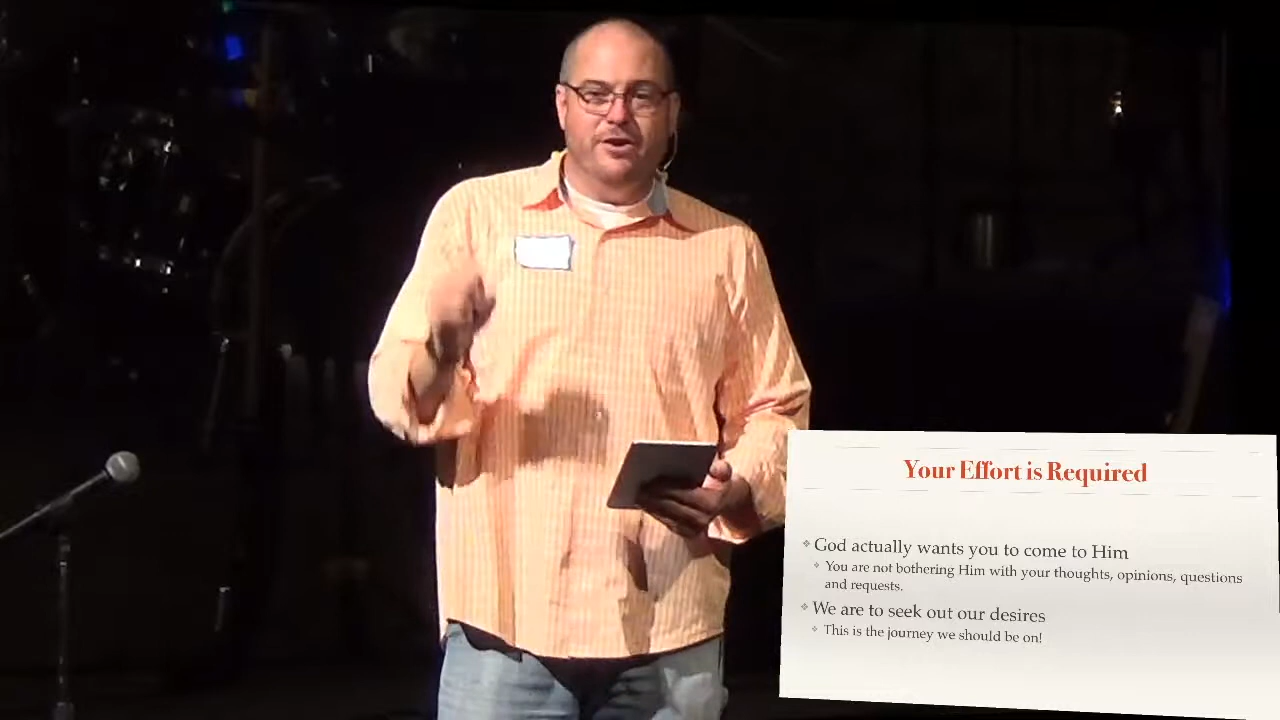 Your Effort is Required
God actually wants you to come to Him
You are not bothering Him with your thoughts, opinions, questions
and requests.
We are to seek out our desires
This is the journey we should be on!